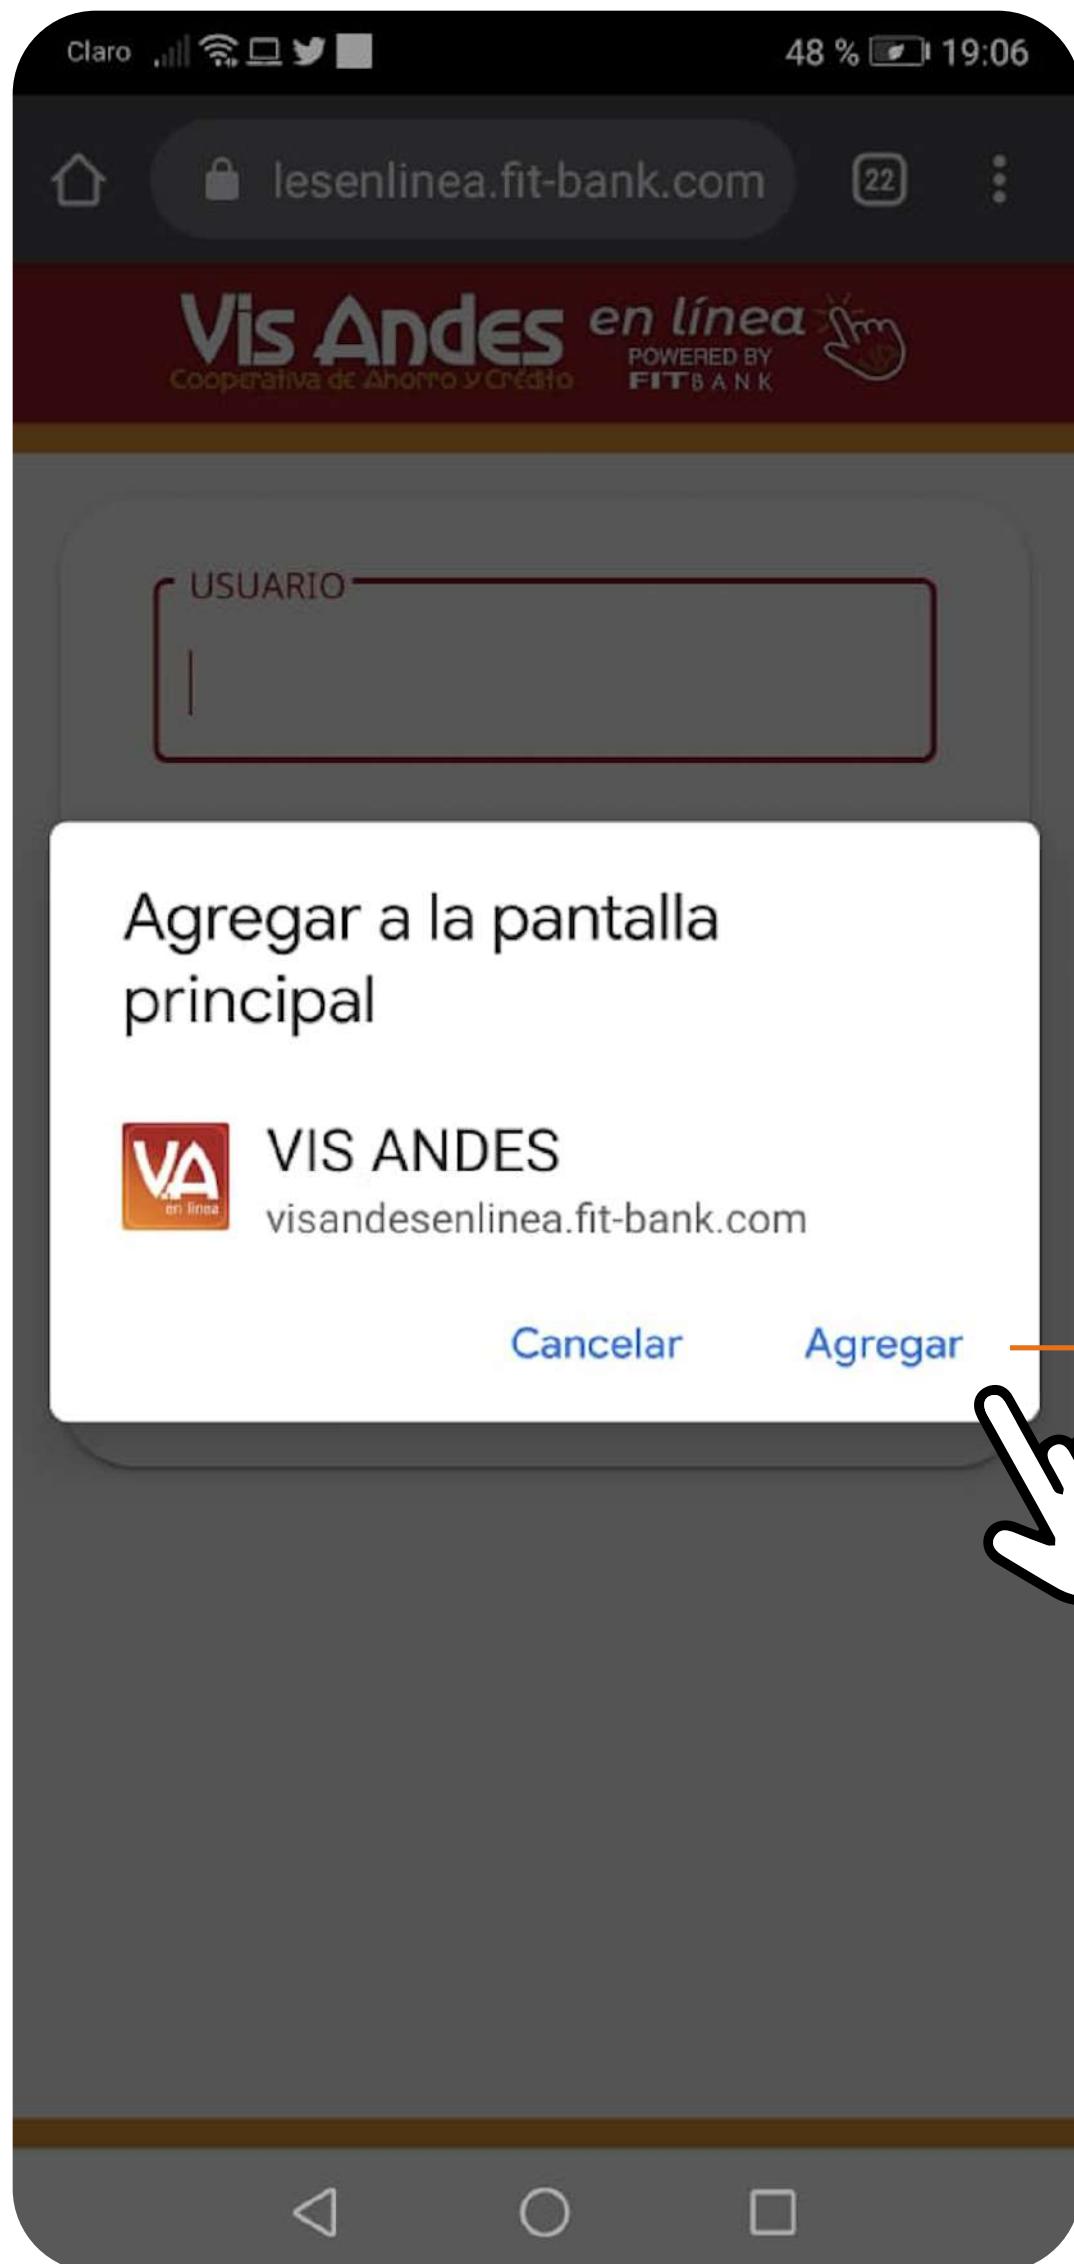 Claro 48 % 19:06
lesenlinea.fit-bank.com 22
Vis Andes en línea
Cooperativa de Ahorro y Crédito
POWERED BY
FITBANK
USUARIO
Agregar a la pantalla
principal
VA
en línea
VIS ANDES
visandesenlinea.fit-bank.com
Cancelar Agregar